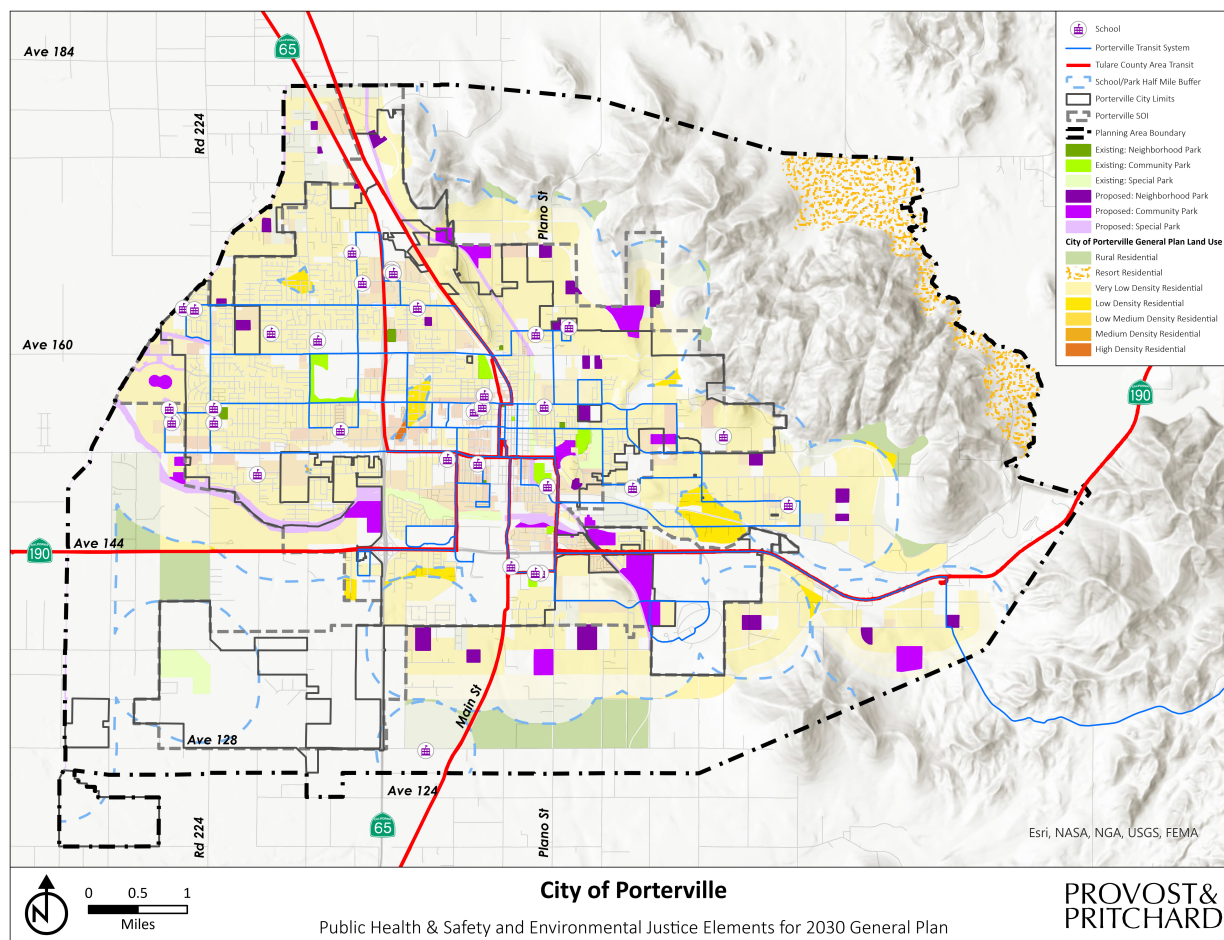 Ave 184
CALIFORNIA
65
Rd 224
Plano St
Ave 160
CALIFORNIA
190
CALIFORNIA
190
Ave 144
Main St
Ave 128
Ave 124
CALIFORNIA
65
Rd 224
Plano St
School
Porterville Transit System
Tulare County Area Transit
School/Park Half Mile Buffer
Porterville City Limits
Porterville SOI
Planning Area Boundary
Existing: Neighborhood Park
Existing: Community Park
Existing: Special Park
Proposed: Neighborhood Park
Proposed: Community Park
Proposed: Special Park
City of Porterville General Plan Land Use
Rural Residential
Resort Residential
Very Low Density Residential
Low Density Residential
Low Medium Density Residential
Medium Density Residential
High Density Residential
Esri, NASA, NGA, USGS, FEMA
N
0 0.5 1
Miles
City of Porterville
Public Health & Safety and Environmental Justice Elements for 2030 General Plan
PROVOST&
PRITCHARD